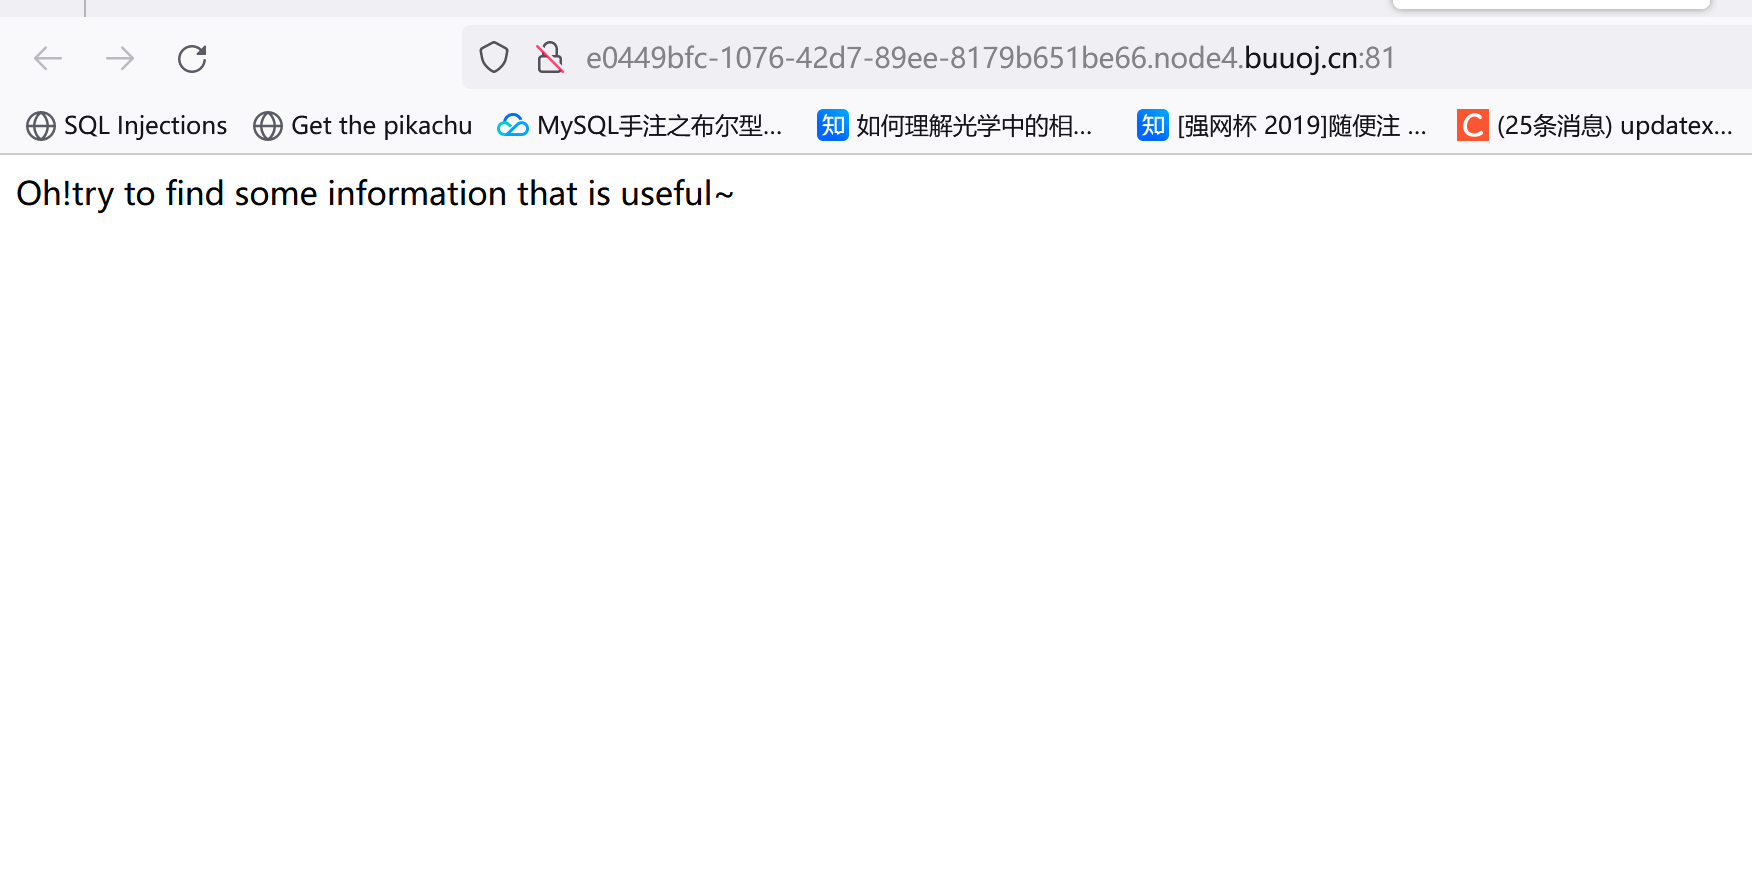 e0449bfc-1076-42d7-89ee-8179b651be66.node4.buuoj.cn:81
SQL Injections Get the pikachu MySQL手注之布尔型... 知 如何理解光学中的相... 知 [强网杯 2019]随便注 ... C (25条消息) updatex...
Oh!try to find some information that is useful~